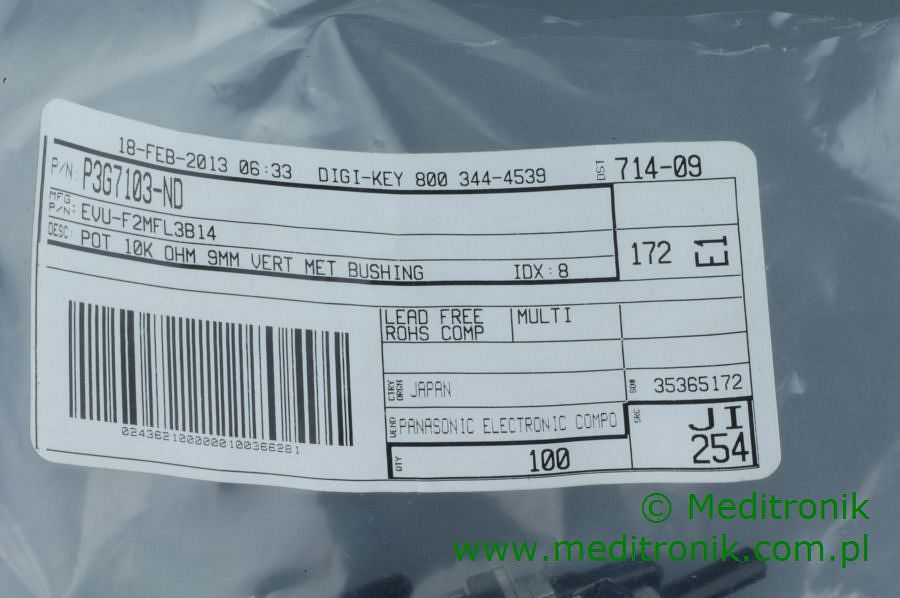 18-FEB-2013 06:33 DIGI-KEY 800 344-4539
DST 714-09
P/N: P3G7103-ND
MFG P/N: EVU-F2MFL3B14
DESC: POT 10K OHM 9MM VERT MET BUSHING IDX: 8
172 E1
LEAD FREE MULTI
ROHS COMP
CTRY ORGN JAPAN
SO# 35365172
VEND PANASONIC ELECTRONIC COMPO
SRC JI
254
QTY 100
0243621000000100366281
© Meditronik
www.meditronik.com.pl